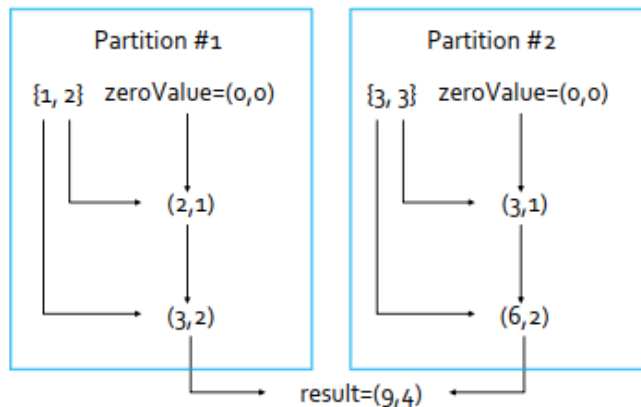 Partition #1
{1, 2} zeroValue=(0,0)
(2,1)
(3,2)
Partition #2
{3, 3} zeroValue=(0,0)
(3,1)
(6,2)
result=(9,4)